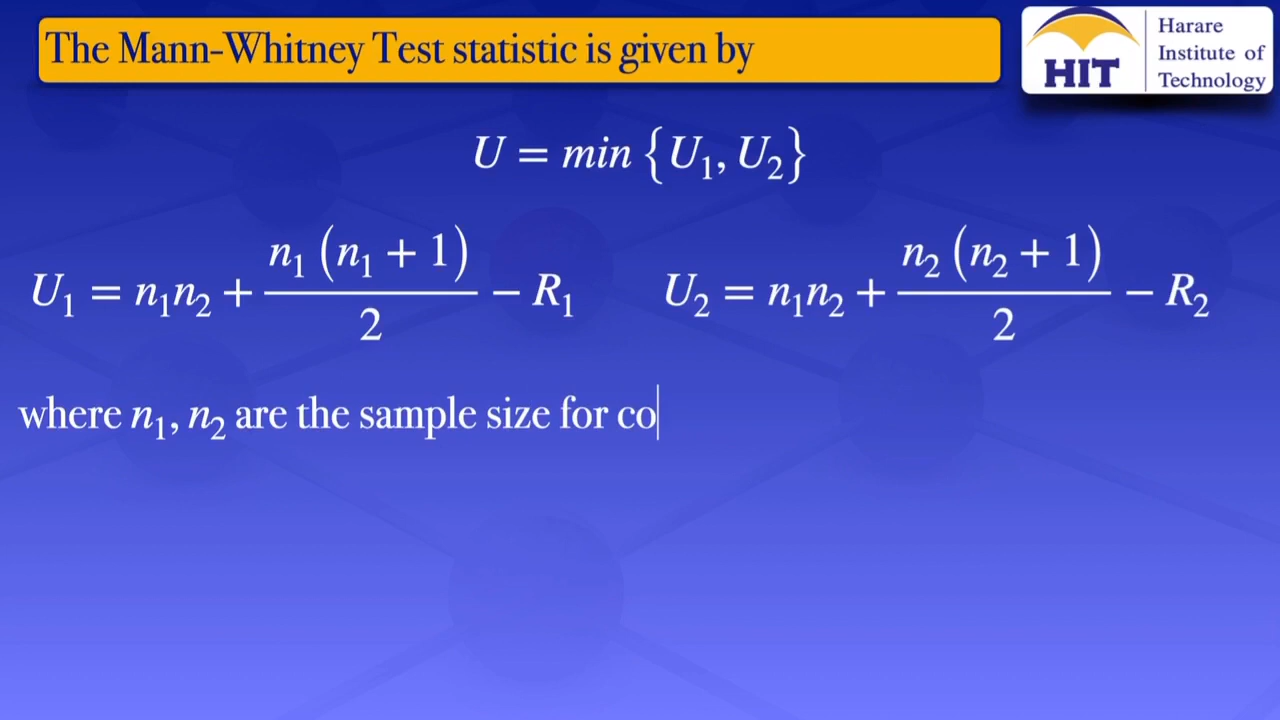 The Mann-Whitney Test statistic is given by
HIT
Harare
Institute of
Technology
U = min {U₁, U₂}
U₁ = n₁n₂ + n₁(n₁ + 1)/2 − R₁
U₂ = n₁n₂ + n₂(n₂ + 1)/2 − R₂
where n₁, n₂ are the sample size for co